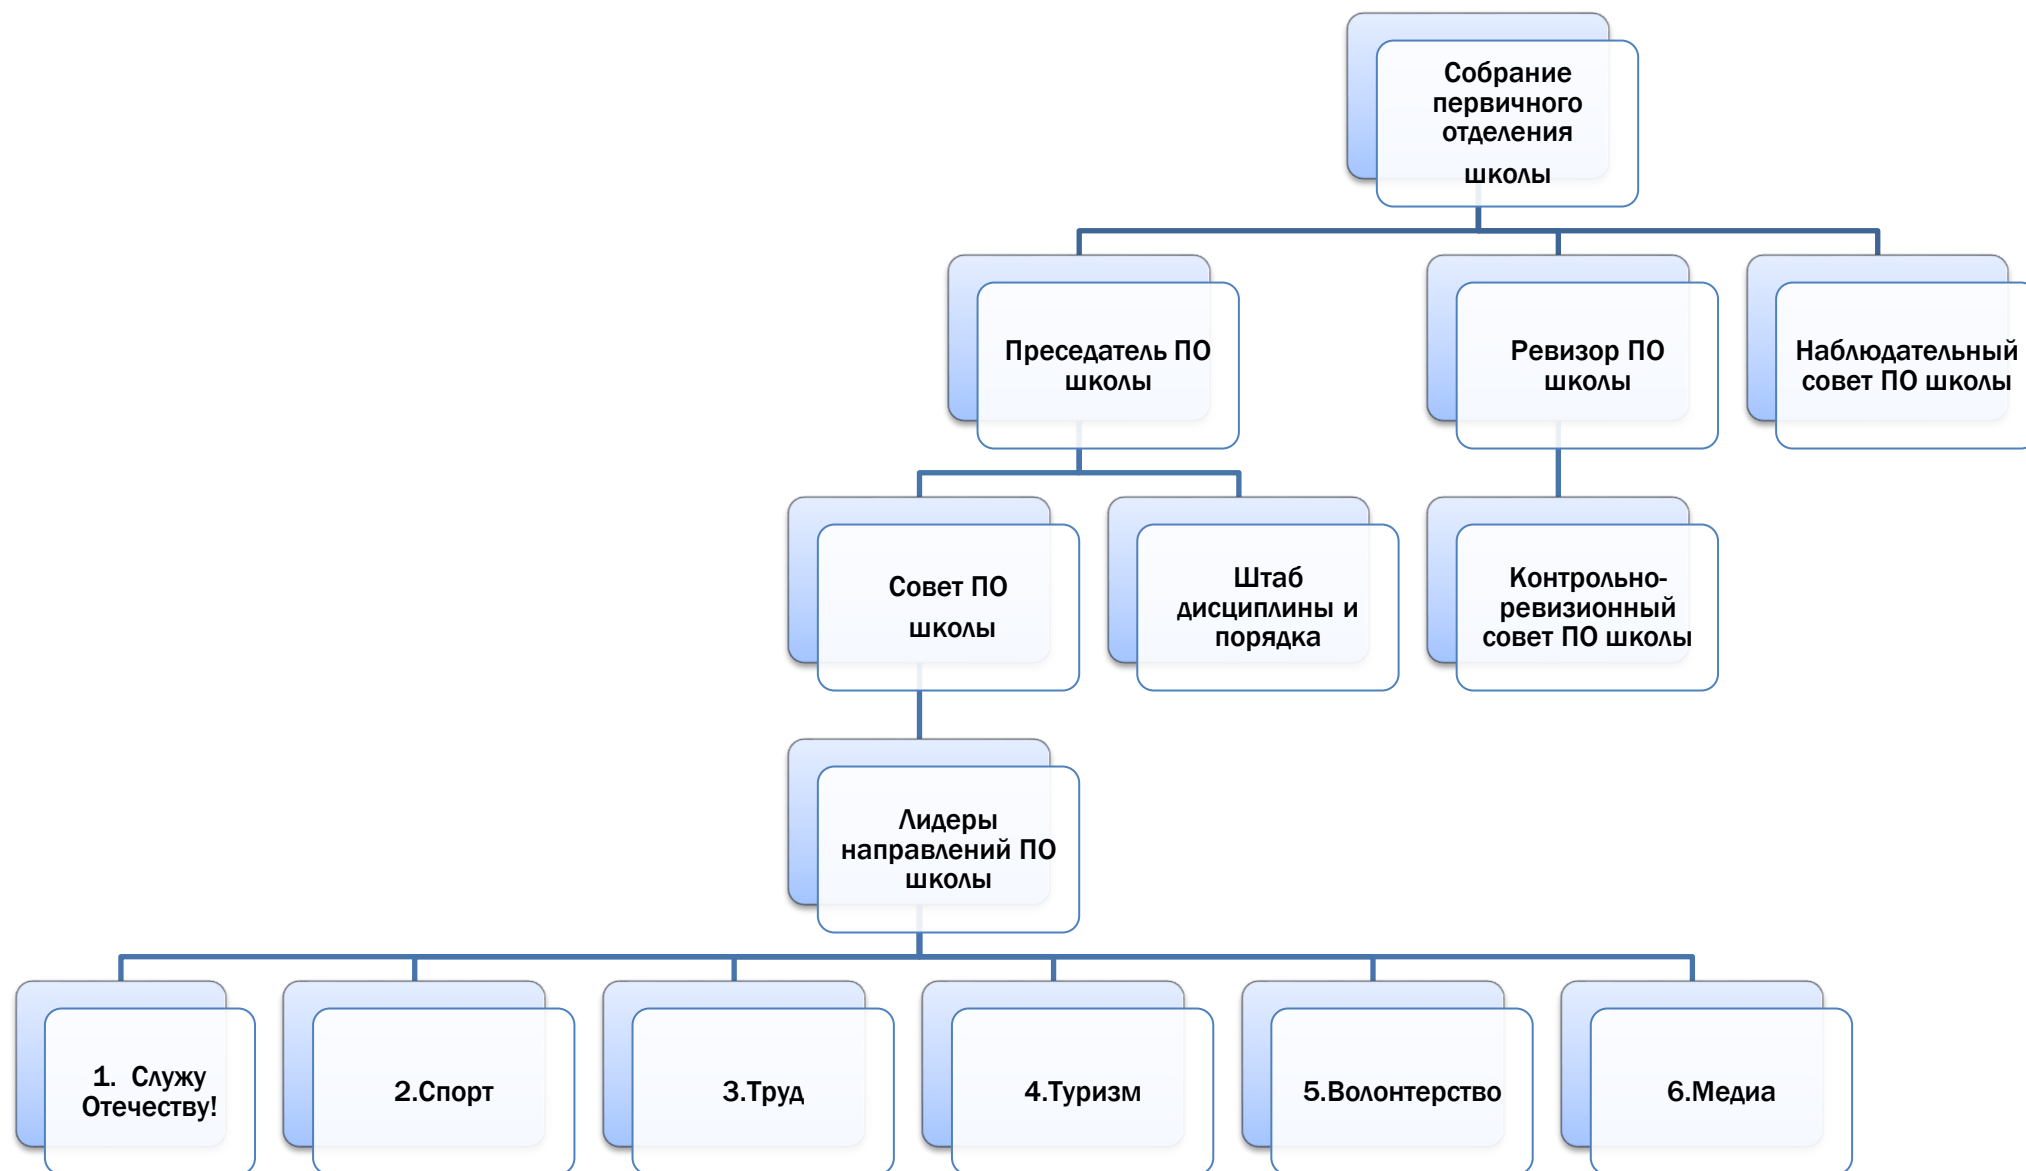 Собрание
первичного
отделения
школы
Преседатель ПО
школы
Ревизор ПО
школы
Наблюдательный
совет ПО школы
Совет ПО
школы
Штаб
дисциплины и
порядка
Контрольно-
ревизионный
совет ПО школы
Лидеры
направлений ПО
школы
1. Служу
Отечеству!
2.Спорт
3.Труд
4.Туризм
5.Волонтерство
6.Медиа